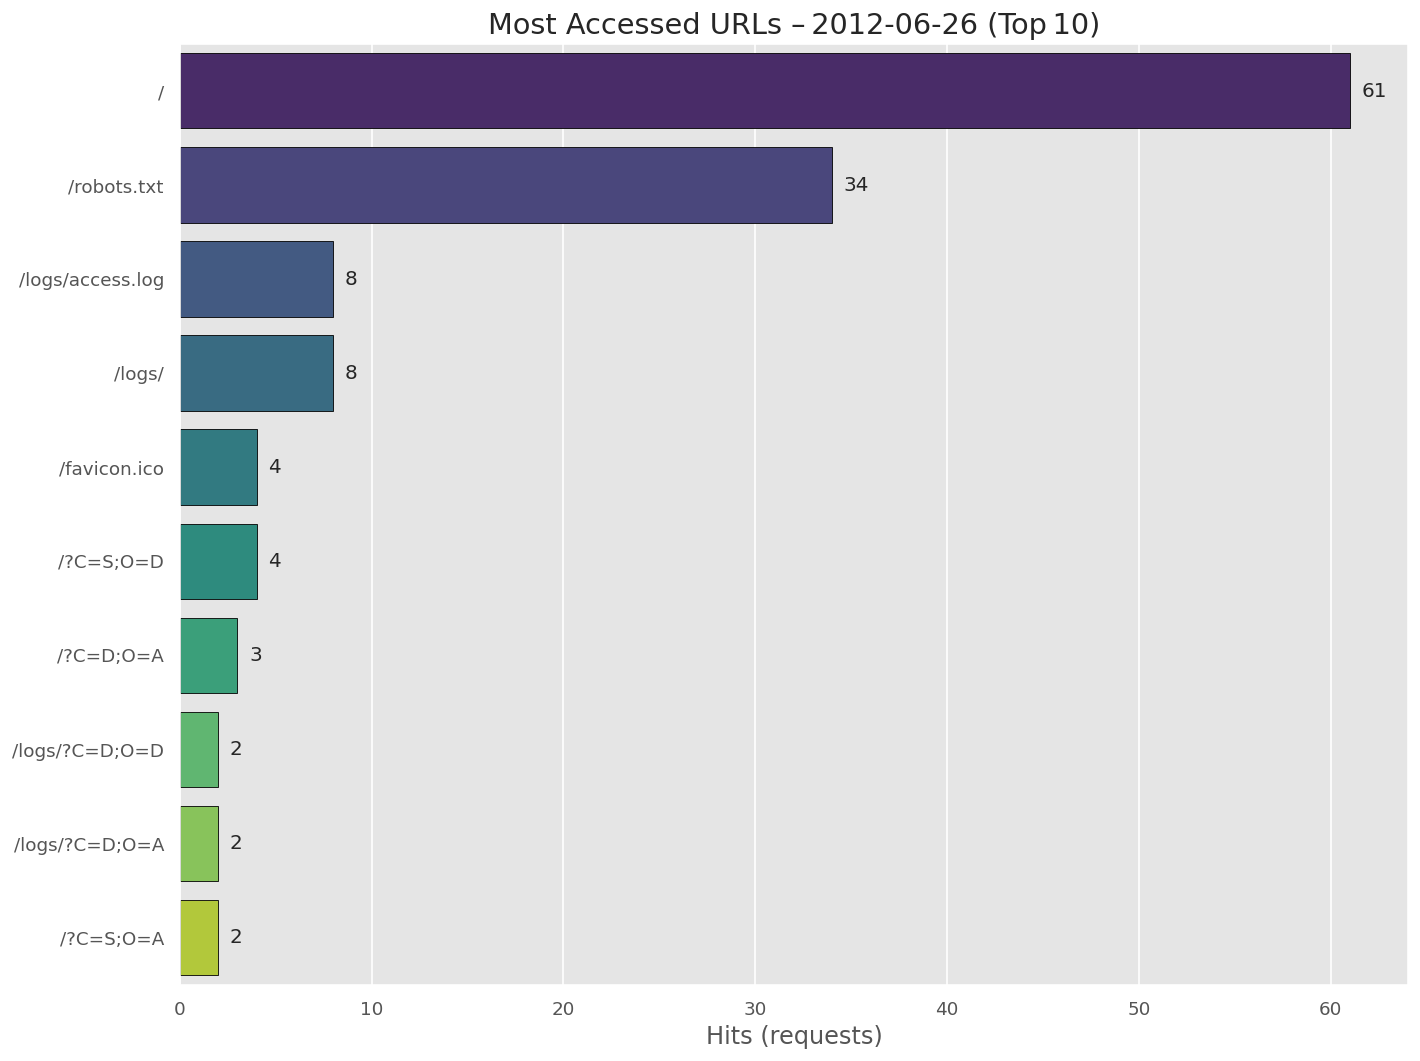 Most Accessed URLs – 2012-06-26 (Top 10)
/ 61
/robots.txt 34
/logs/access.log 8
/logs/ 8
/favicon.ico 4
/?C=S;O=D 4
/?C=D;O=A 3
/logs/?C=D;O=D 2
/logs/?C=D;O=A 2
/?C=S;O=A 2
0 10 20 30 40 50 60
Hits (requests)